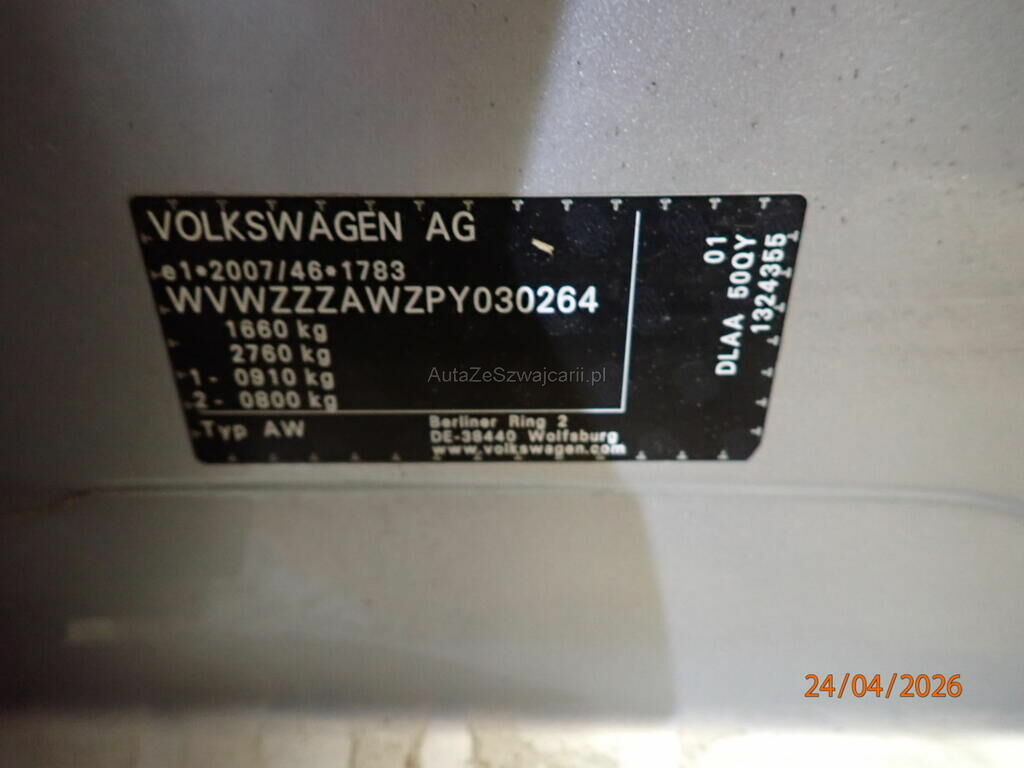 VOLKSWAGEN AG
e1*2007/46*1783
WVWZZZAWZPY030264
1660 kg
2760 kg
1- 0910 kg
2- 0800 kg
Typ AW
Berliner Ring 2
DE-38440 Wolfsburg
www.volkswagen.com
01
DLAA 50QY
1324355
AutaZeSzwajcarii.pl
24/04/2026